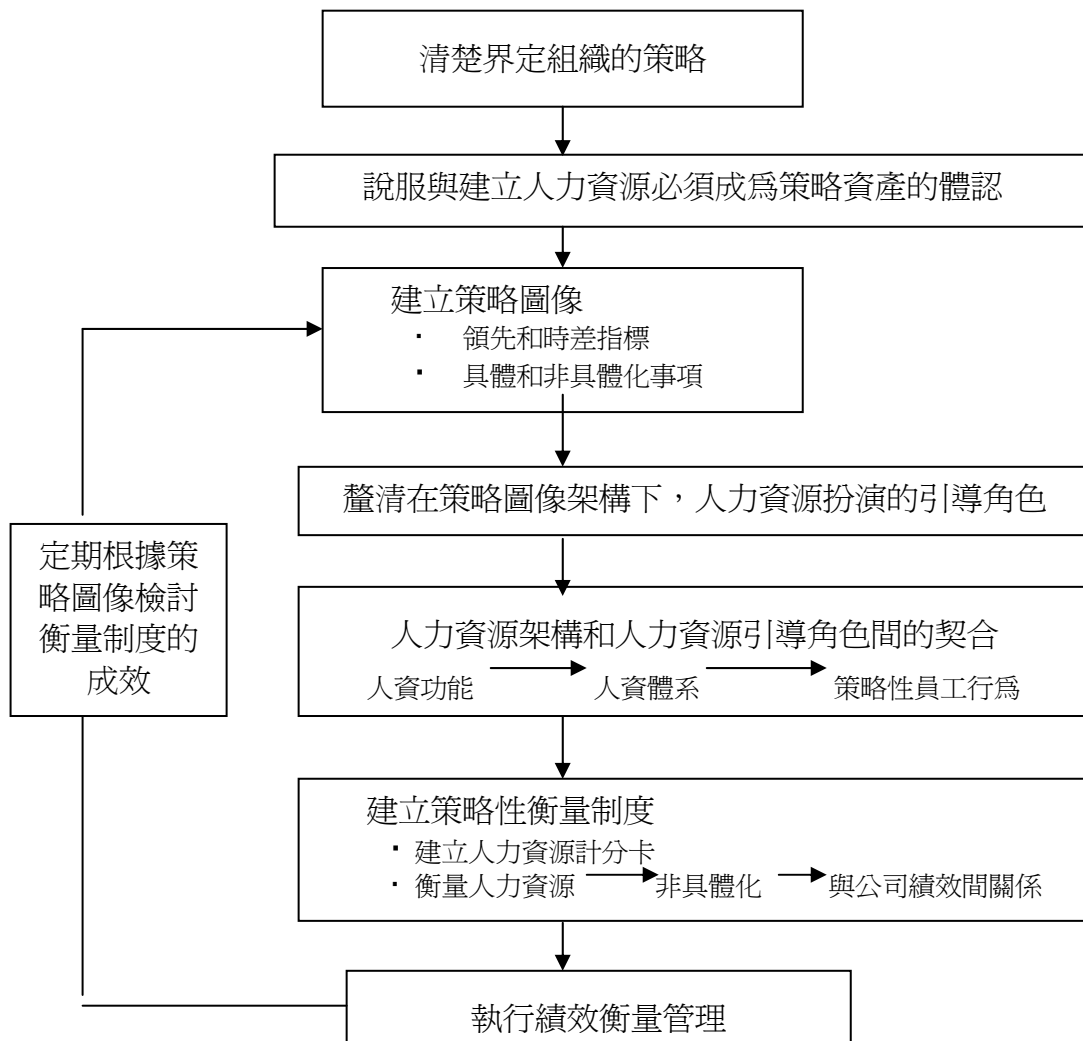 清楚界定組織的策略
說服與建立人力資源必須成爲策略資產的體認
建立策略圖像
· 領先和時差指標
· 具體和非具體化事項
釐清在策略圖像架構下，人力資源扮演的引導角色
定期根據策
略圖像檢討
衡量制度的
成效
人力資源架構和人力資源引導角色間的契合
人資功能 人資體系 策略性員工行爲
建立策略性衡量制度
· 建立人力資源計分卡
· 衡量人力資源 非具體化 與公司績效間關係
執行績效衡量管理